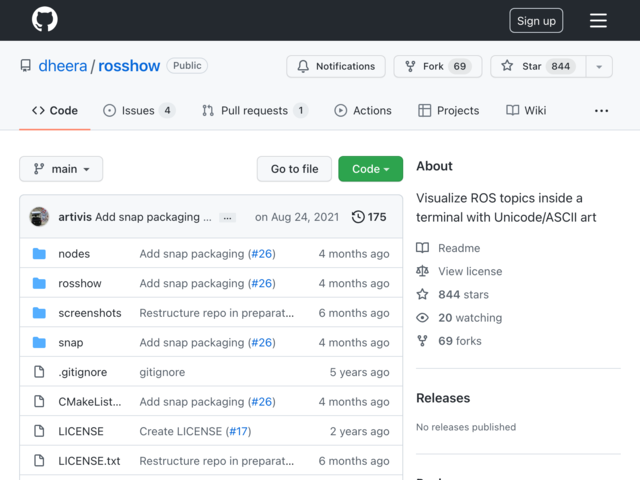 Sign up
dheera / rosshow Public
Notifications Fork 69 Star 844
Code Issues 4 Pull requests 1 Actions Projects Wiki ...
main Go to file Code
artivis Add snap packaging ... ... on Aug 24, 2021 175
nodes Add snap packaging (#26) 4 months ago
rosshow Add snap packaging (#26) 4 months ago
screenshots Restructure repo in preparat... 6 months ago
snap Add snap packaging (#26) 4 months ago
.gitignore gitignore 5 years ago
CMakeList... Add snap packaging (#26) 4 months ago
LICENSE Create LICENSE (#17) 2 years ago
LICENSE.txt Restructure repo in preparat... 6 months ago
About
Visualize ROS topics inside a
terminal with Unicode/ASCII art
Readme
View license
844 stars
20 watching
69 forks
Releases
No releases published